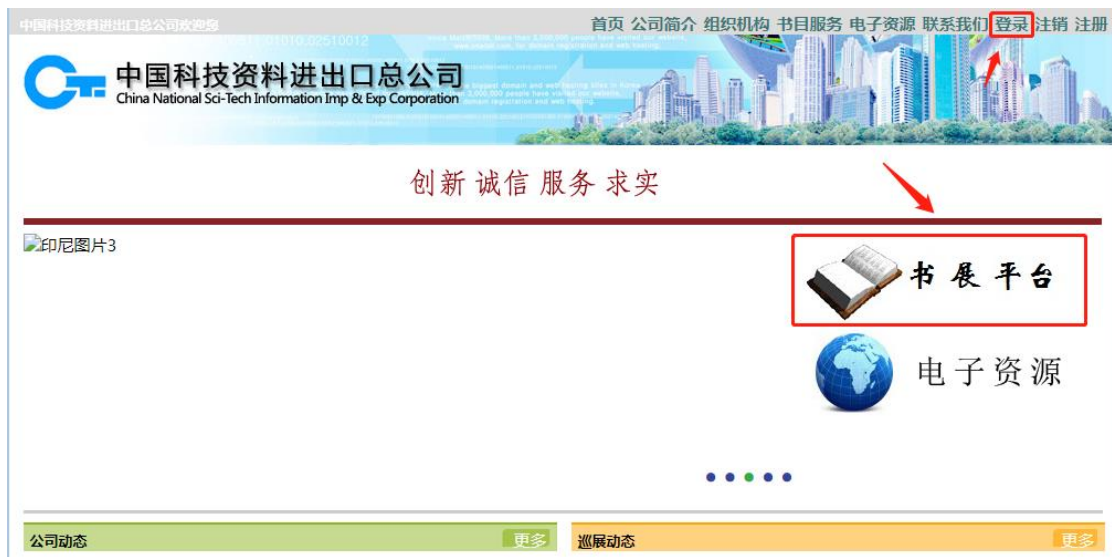 中国科技资料进出口总公司欢迎您
首页 公司简介 组织机构 书目服务 电子资源 联系我们 登录 注销 注册
中国科技资料进出口总公司
China National Sci-Tech Information Imp & Exp Corporation
创新 诚信 服务 求实
印尼图片3
书展平台
电子资源
公司动态 更多
巡展动态 更多